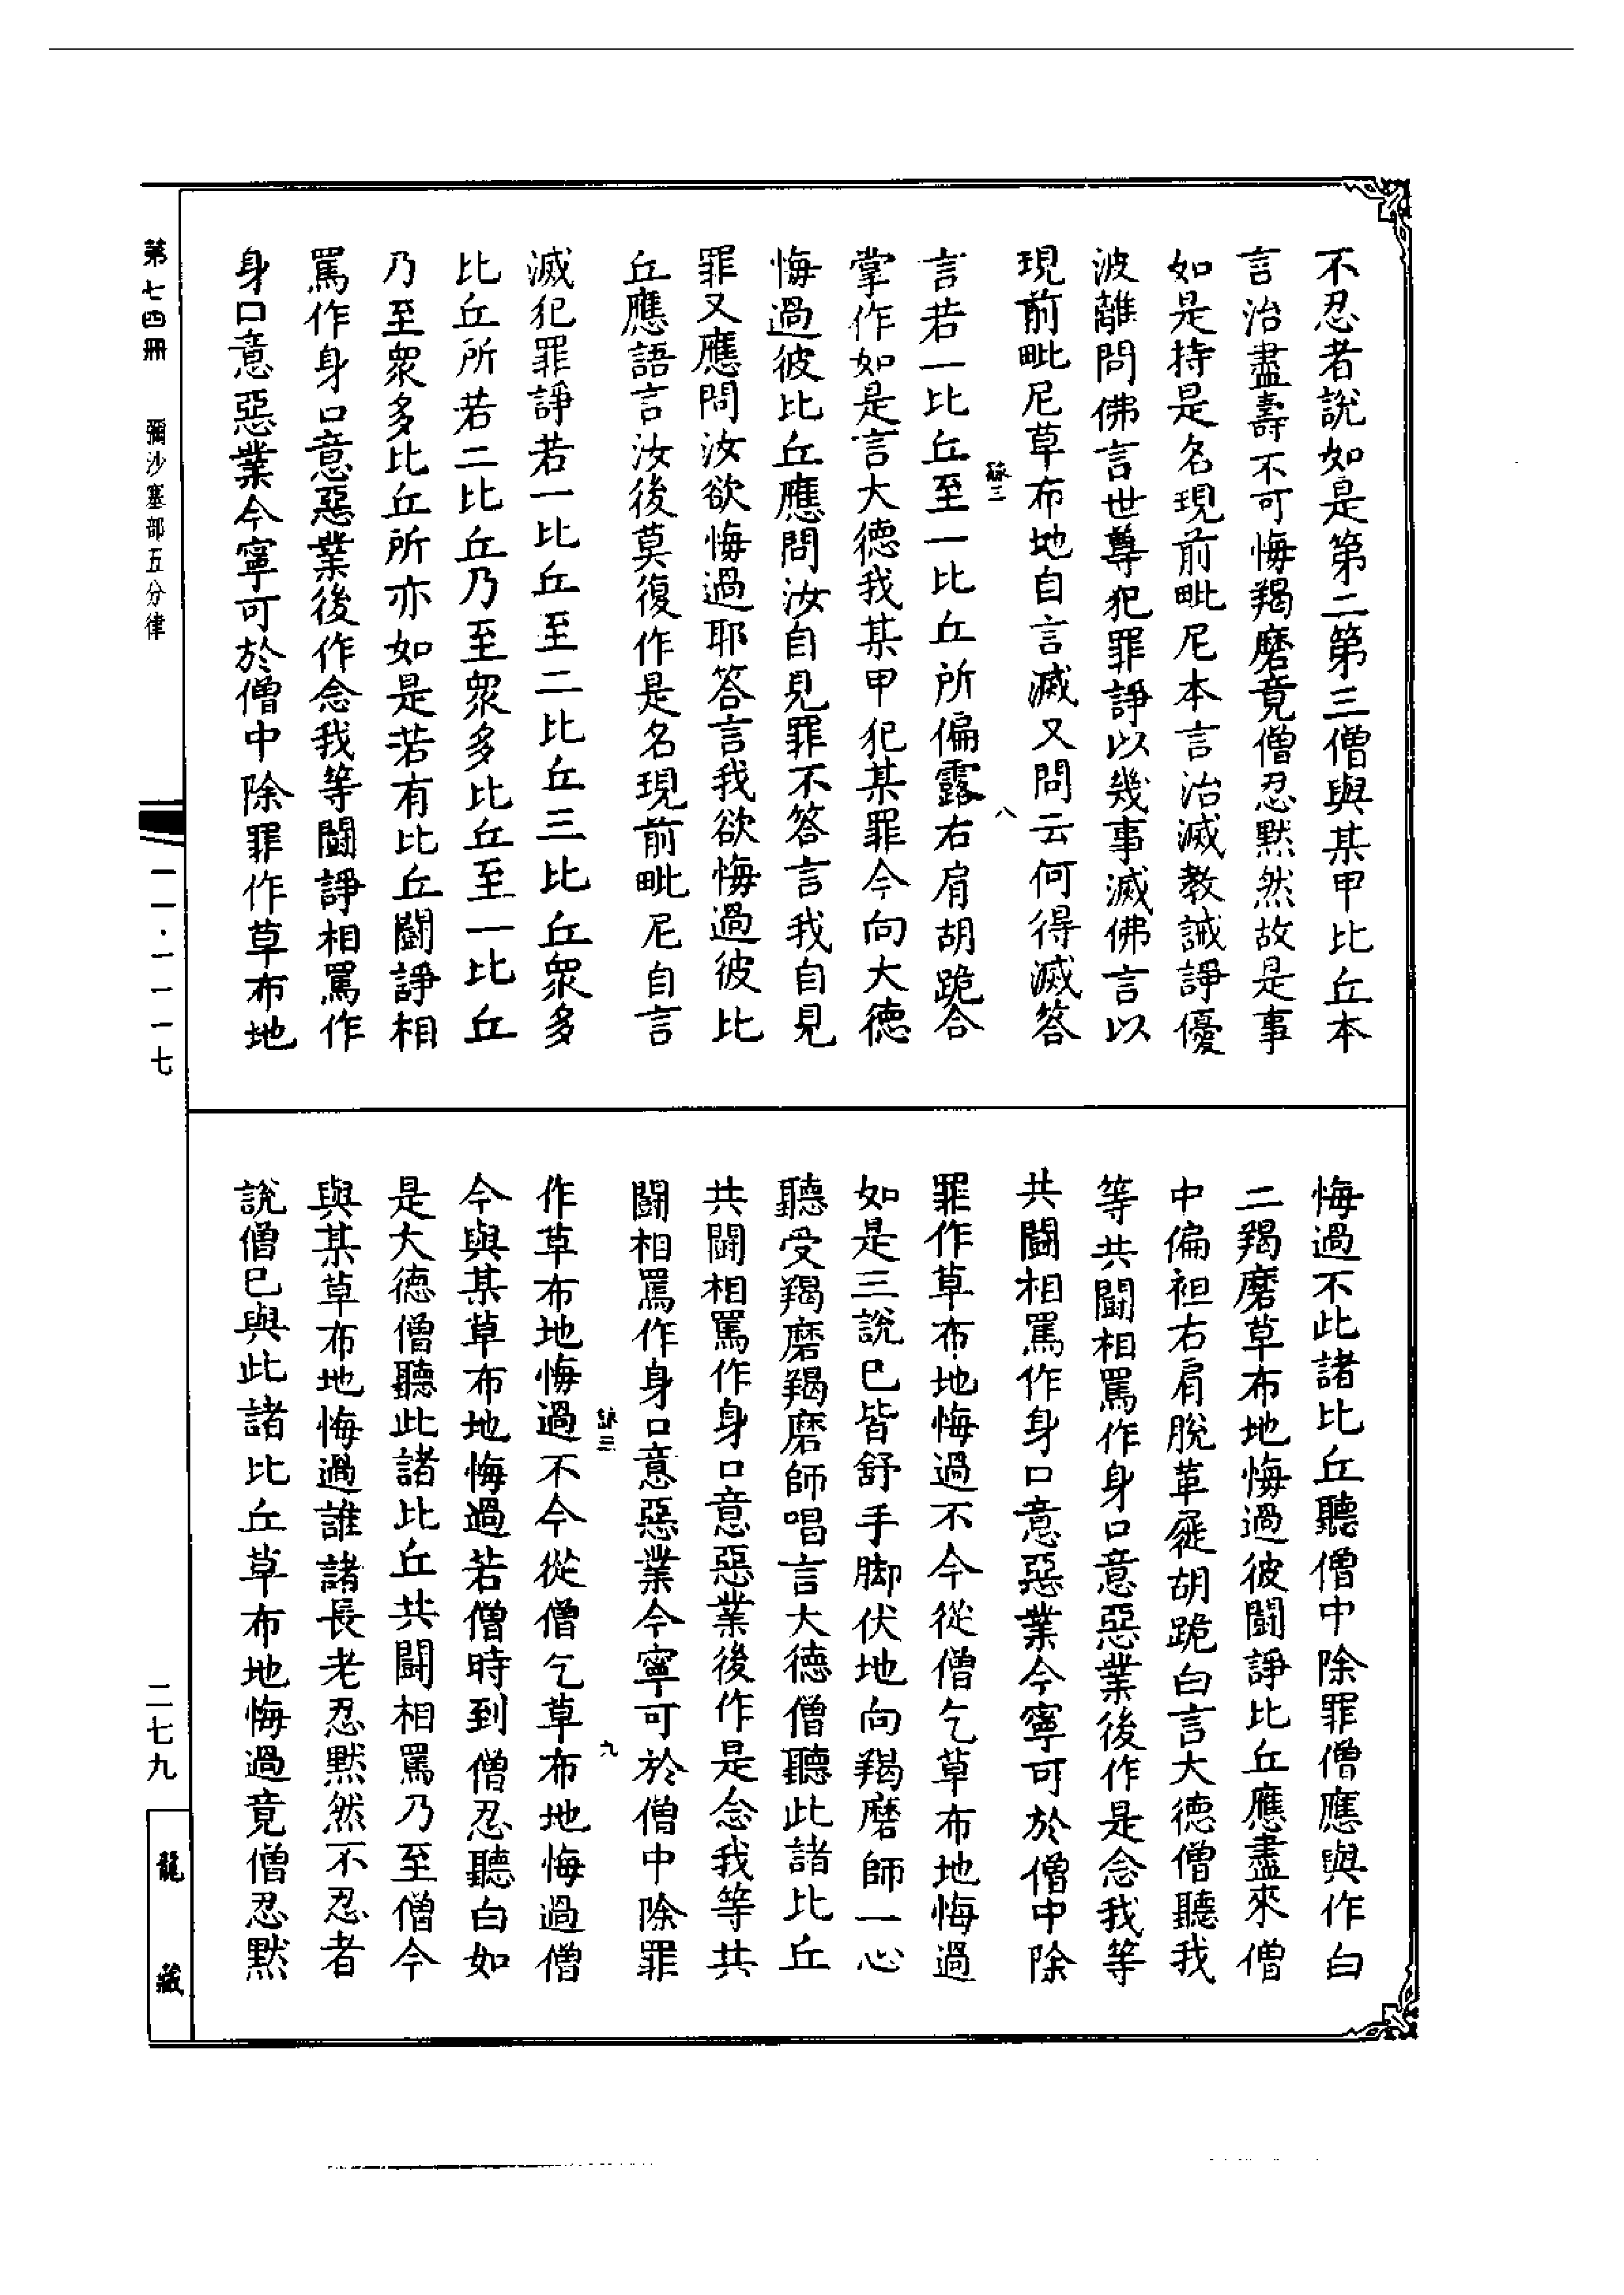 不忍者說如是第二第三僧與某甲比丘本
言治盡壽不可悔羯磨竟僧忍默然故是事
如是持是名現前毗尼本言治滅教誡諍優
波離問佛言世尊犯罪諍以幾事滅佛言以
現前毗尼草布地自言滅又問云何得滅答
言若一比丘至一比丘所偏露右肩胡跪合
掌作如是言大德我某甲犯某罪今向大德
悔過彼比丘應問汝自見罪不答言我自見
罪又應問汝欲悔過耶答言我欲悔過彼比
丘應語言汝後莫復作是名現前毗尼自言
滅犯罪諍若一比丘至二比丘三比丘眾多
比丘所若二比丘乃至眾多比丘至一比丘
乃至眾多比丘所亦如是若有比丘鬬諍相
罵作身口意惡業後作念我等鬬諍相罵作
身口意惡業今寧可於僧中除罪作草布地
悔過不此諸比丘聽僧中除罪僧應與作白
二羯磨草布地悔過彼鬬諍比丘應盡來僧
中偏袒右肩脫革屣胡跪白言大德僧聽我
等共鬬相罵作身口意惡業後作是念我等
共鬬相罵作身口意惡業今寧可於僧中除
罪作草布地悔過不今從僧乞草布地悔過
如是三說已皆舒手脚伏地向羯磨師一心
聽受羯磨羯磨師唱言大德僧聽此諸比丘
共鬬相罵作身口意惡業後作是念我等共
鬬相罵作身口意惡業今寧可於僧中除罪
作草布地悔過不今從僧乞草布地悔過僧
今與某草布地悔過若僧時到僧忍聽白如
是大德僧聽此諸比丘共鬬相罵乃至僧今
與某草布地悔過誰諸長老忍默然不忍者
說僧已與此諸比丘草布地悔過竟僧忍默
第七四冊 彌沙塞部五分律
一一·一一一七
二七九
龍藏
八
九